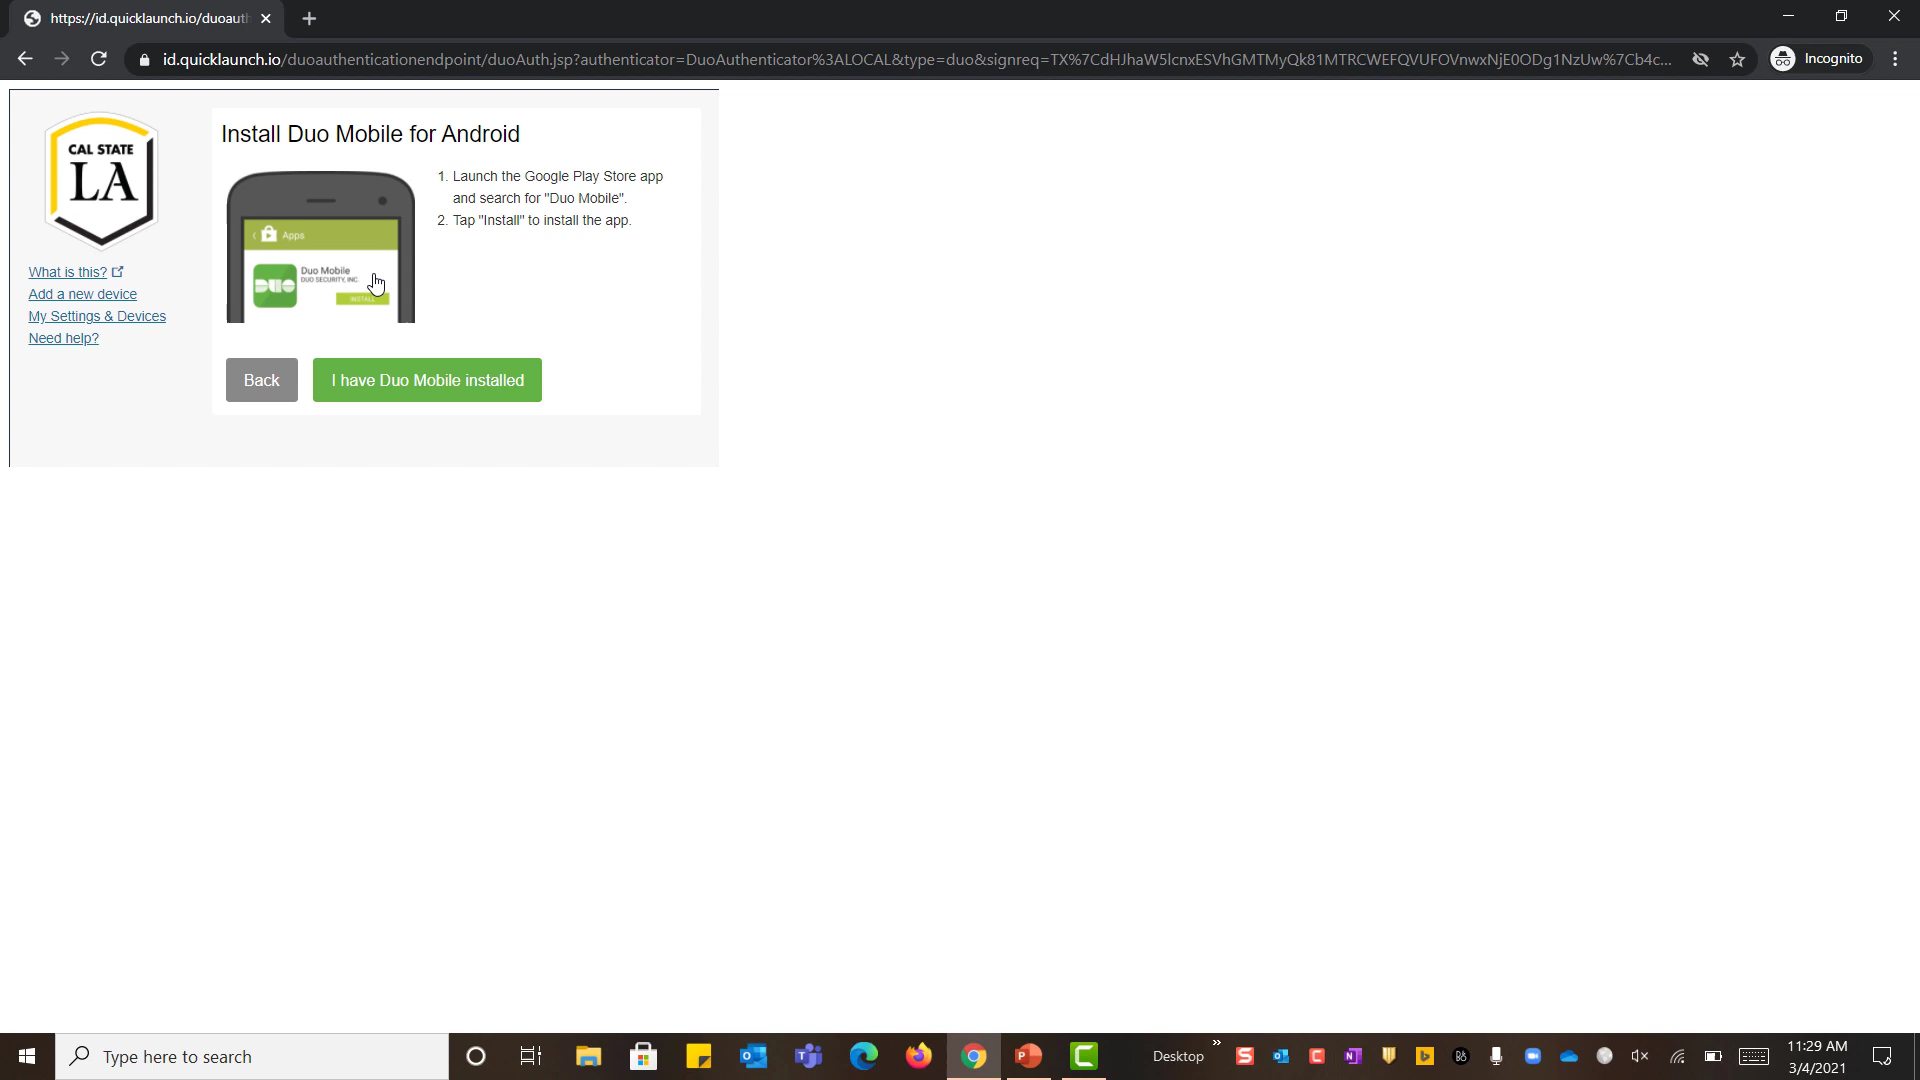 https://id.quicklaunch.io/duoauth
id.quicklaunch.io/duoauthenticationendpoint/duoAuth.jsp?authenticator=DuoAuthenticator%3ALOCAL&type=duo&signreq=TX%7CdHJhaW5lcnxESVhGMTMyQk81MTRCWEFQVUFOVnwxNjE0ODg1NzUw%7Cb4c...
Incognito
CAL STATE
LA
What is this?
Add a new device
My Settings & Devices
Need help?
Install Duo Mobile for Android
Apps
Duo Mobile
DUO SECURITY, INC.
INSTALL
1. Launch the Google Play Store app
and search for "Duo Mobile".
2. Tap "Install" to install the app.
Back
I have Duo Mobile installed
Type here to search
Desktop
11:29 AM
3/4/2021